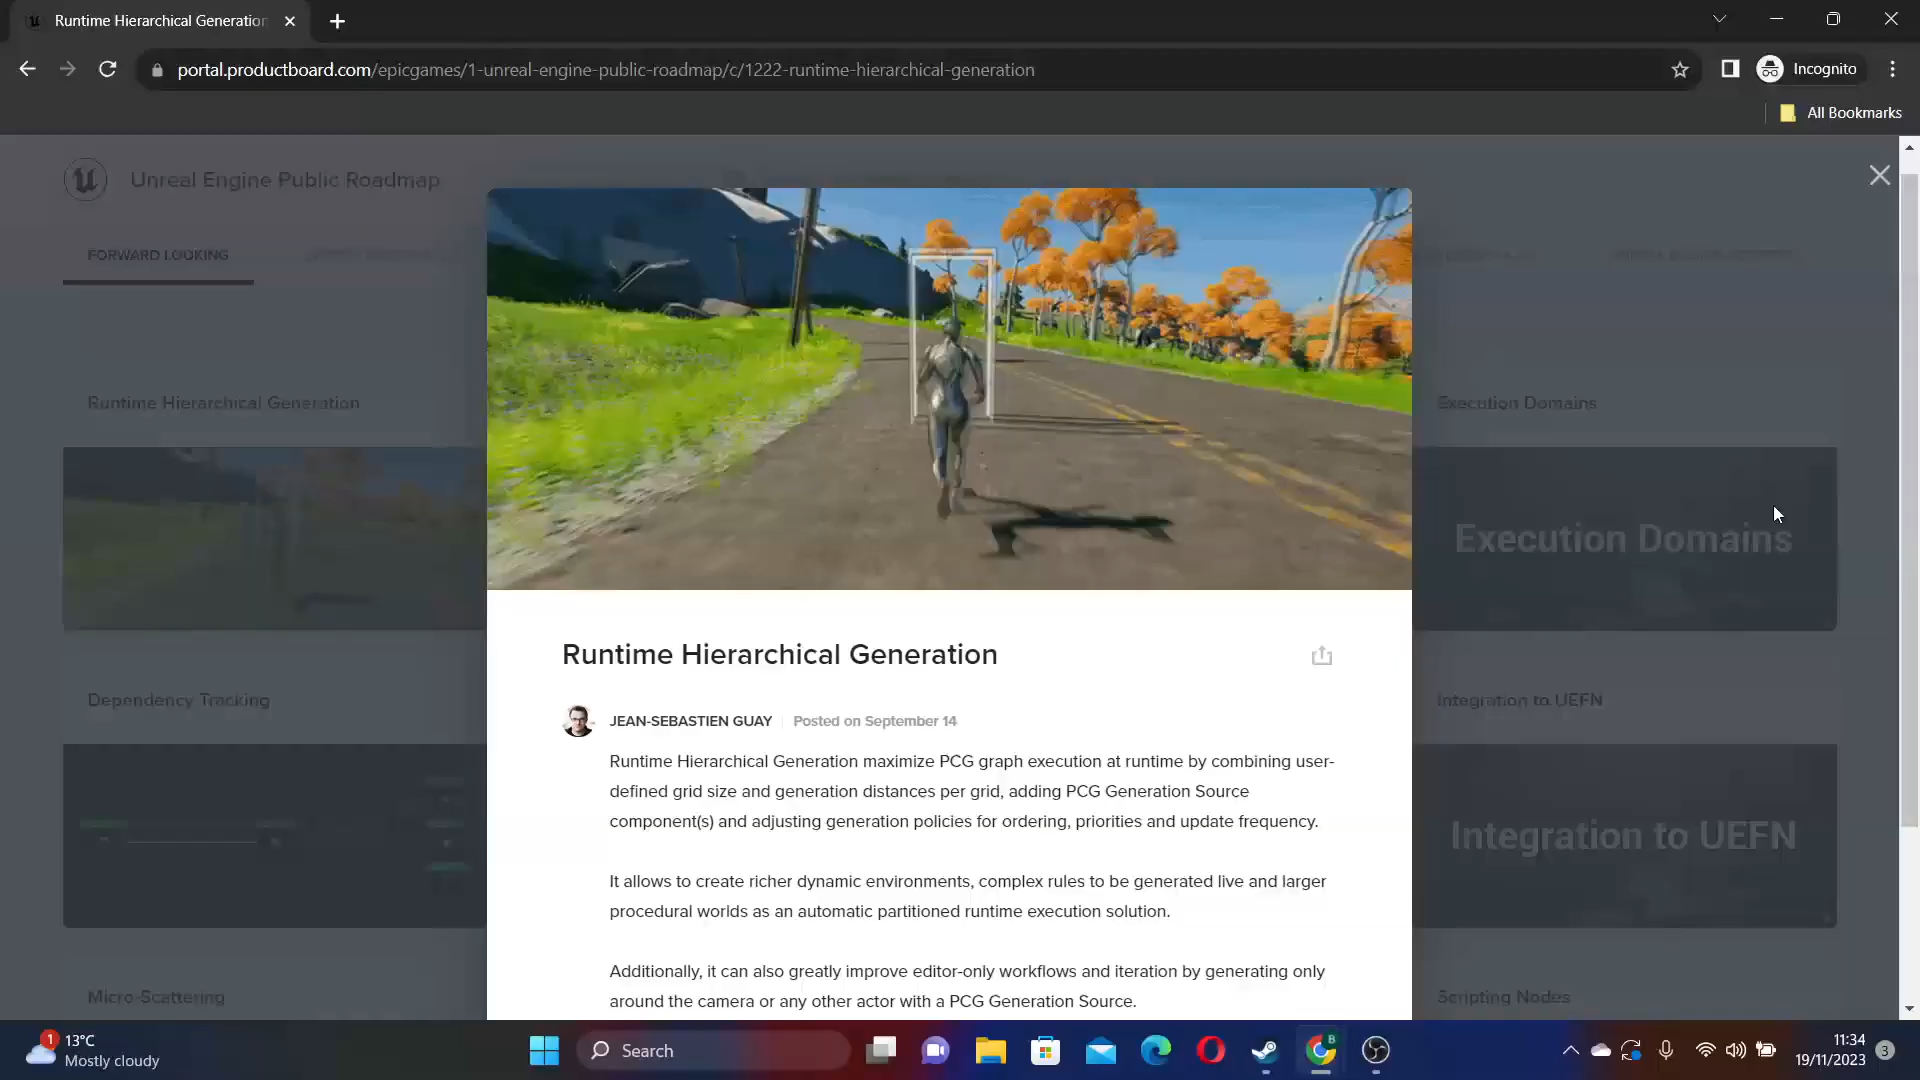 Runtime Hierarchical Generation
portal.productboard.com/epicgames/1-unreal-engine-public-roadmap/c/1222-runtime-hierarchical-generation
Incognito
All Bookmarks
Unreal Engine Public Roadmap
FORWARD LOOKING
Runtime Hierarchical Generation
Execution Domains
Execution Domains
Runtime Hierarchical Generation
Dependency Tracking
Integration to UEFN
JEAN-SEBASTIEN GUAY
Posted on September 14
Runtime Hierarchical Generation maximize PCG graph execution at runtime by combining user-
defined grid size and generation distances per grid, adding PCG Generation Source
component(s) and adjusting generation policies for ordering, priorities and update frequency.
Integration to UEFN
It allows to create richer dynamic environments, complex rules to be generated live and larger
procedural worlds as an automatic partitioned runtime execution solution.
Additionally, it can also greatly improve editor-only workflows and iteration by generating only
around the camera or any other actor with a PCG Generation Source.
Micro-Scattering
Scripting Nodes
1
13°C
Mostly cloudy
Search
B
11:34
19/11/2023
3